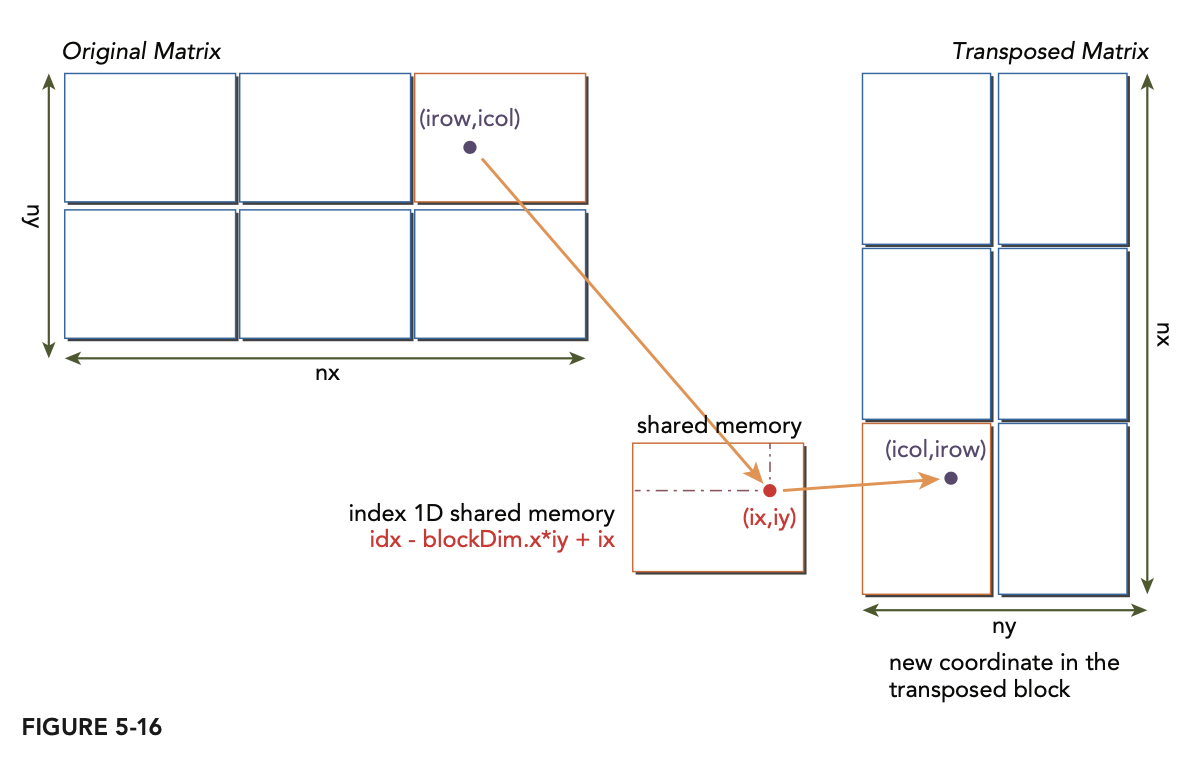 Original Matrix
Transposed Matrix
(irow,icol)
ny
nx
shared memory
index 1D shared memory
idx - blockDim.x*iy + ix
(ix,iy)
(icol,irow)
nx
ny
new coordinate in the
transposed block
FIGURE 5-16